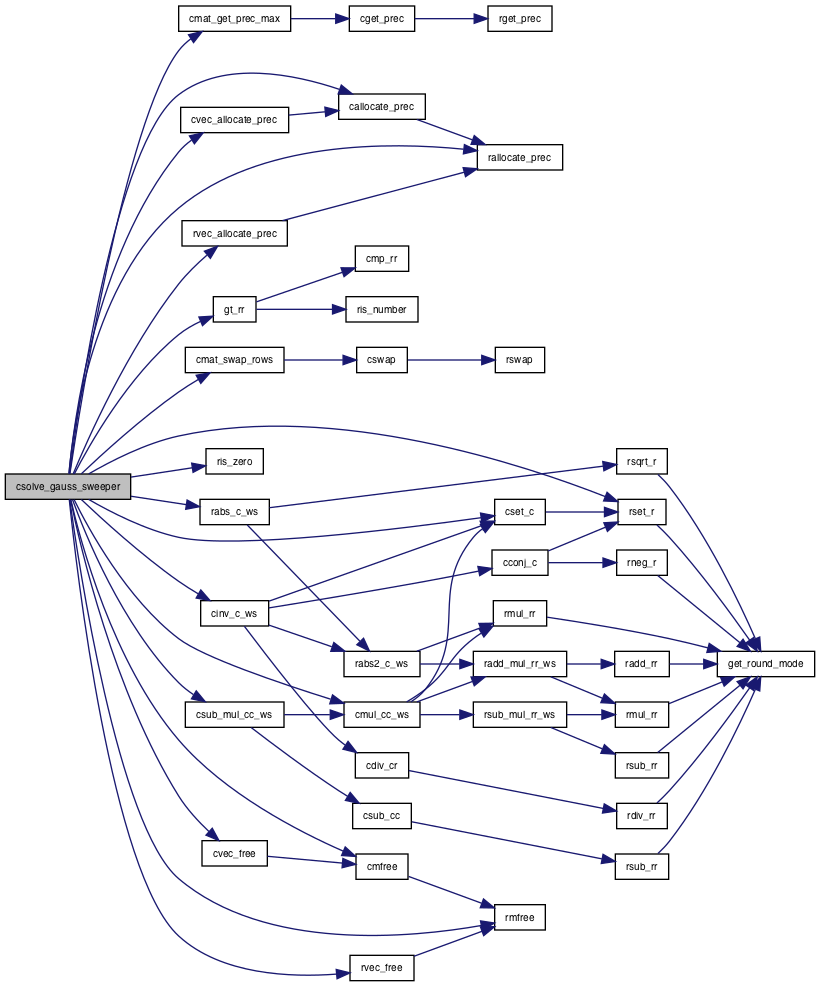 cmat_get_prec_max
cget_prec
rget_prec
callocate_prec
cvec_allocate_prec
rallocate_prec
rvec_allocate_prec
cmp_rr
gt_rr
ris_number
cmat_swap_rows
cswap
rswap
ris_zero
rsqrt_r
csolve_gauss_sweeper
rabs_c_ws
cset_c
rset_r
cconj_c
rneg_r
cinv_c_ws
rmul_rr
rabs2_c_ws
radd_mul_rr_ws
radd_rr
get_round_mode
csub_mul_cc_ws
cmul_cc_ws
rsub_mul_rr_ws
rmul_rr
cdiv_cr
rsub_rr
csub_cc
rdiv_rr
cvec_free
cmfree
rsub_rr
rmfree
rvec_free